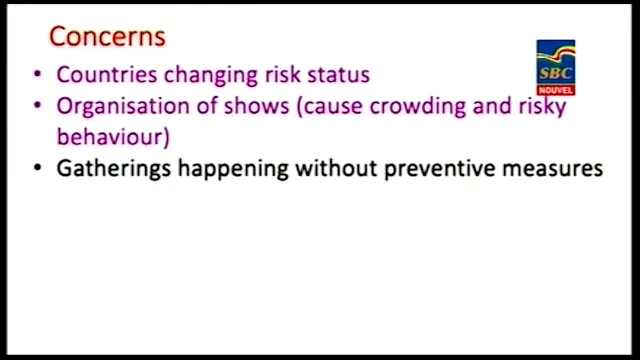 Concerns
• Countries changing risk status
• Organisation of shows (cause crowding and risky
behaviour)
• Gatherings happening without preventive measures
SBC
NOUVEL